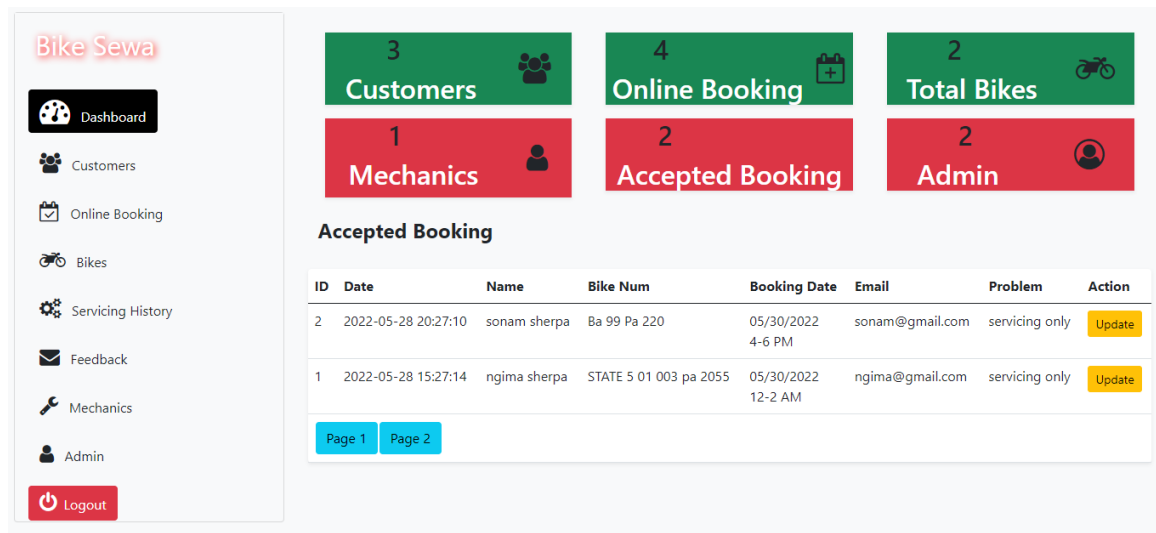 Bike Sewa
Dashboard
Customers
Online Booking
Bikes
Servicing History
Feedback
Mechanics
Admin
Logout
3
Customers
4
Online Booking
2
Total Bikes
1
Mechanics
2
Accepted Booking
2
Admin
Accepted Booking
ID Date Name Bike Num Booking Date Email Problem Action
2 2022-05-28 20:27:10 sonam sherpa Ba 99 Pa 220 05/30/2022 sonam@gmail.com servicing only Update
4-6 PM
1 2022-05-28 15:27:14 ngima sherpa STATE 5 01 003 pa 2055 05/30/2022 ngima@gmail.com servicing only Update
12-2 AM
Page 1 Page 2